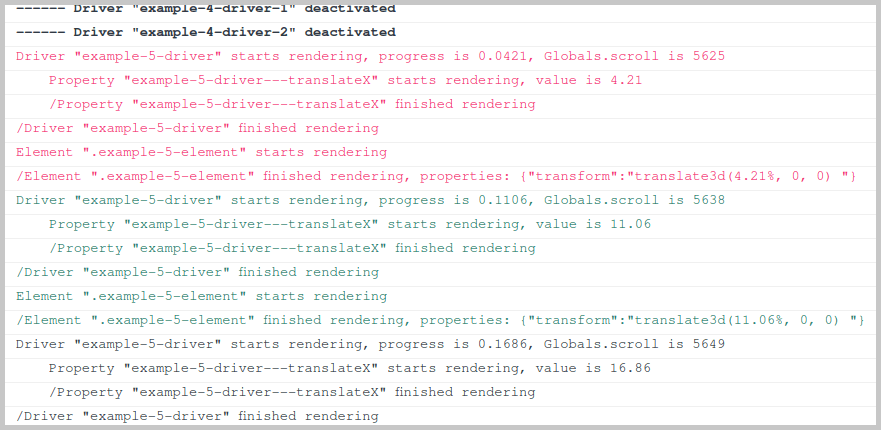 ------ Driver "example-4-driver-1" deactivated
------ Driver "example-4-driver-2" deactivated
Driver "example-5-driver" starts rendering, progress is 0.0421, Globals.scroll is 5625
Property "example-5-driver---translateX" starts rendering, value is 4.21
/Property "example-5-driver---translateX" finished rendering
/Driver "example-5-driver" finished rendering
Element ".example-5-element" starts rendering
/Element ".example-5-element" finished rendering, properties: {"transform":"translate3d(4.21%, 0, 0) "}
Driver "example-5-driver" starts rendering, progress is 0.1106, Globals.scroll is 5638
Property "example-5-driver---translateX" starts rendering, value is 11.06
/Property "example-5-driver---translateX" finished rendering
/Driver "example-5-driver" finished rendering
Element ".example-5-element" starts rendering
/Element ".example-5-element" finished rendering, properties: {"transform":"translate3d(11.06%, 0, 0) "}
Driver "example-5-driver" starts rendering, progress is 0.1686, Globals.scroll is 5649
Property "example-5-driver---translateX" starts rendering, value is 16.86
/Property "example-5-driver---translateX" finished rendering
/Driver "example-5-driver" finished rendering